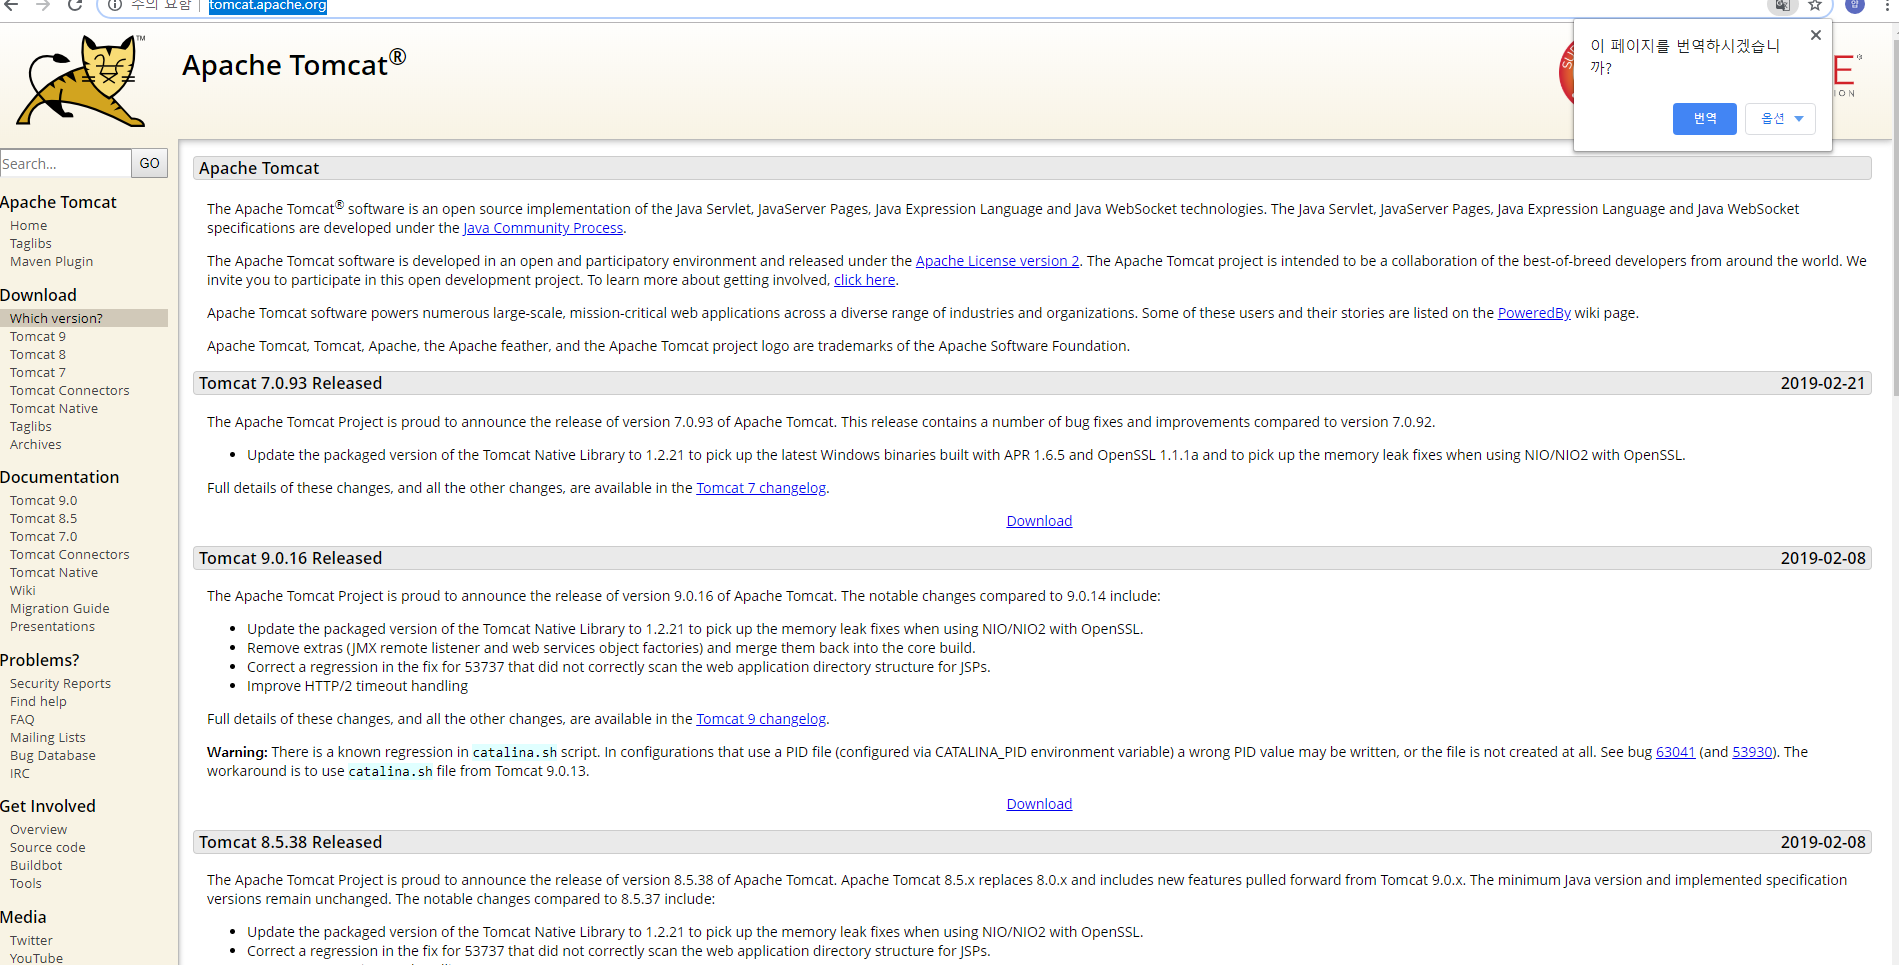 주의 요함 | tomcat.apache.org
이 페이지를 번역하시겠습니
까?
번역 옵션
™
Apache Tomcat®
SU
E®
ION
Search... GO
Apache Tomcat
Home
Taglibs
Maven Plugin
Download
Which version?
Tomcat 9
Tomcat 8
Tomcat 7
Tomcat Connectors
Tomcat Native
Taglibs
Archives
Documentation
Tomcat 9.0
Tomcat 8.5
Tomcat 7.0
Tomcat Connectors
Tomcat Native
Wiki
Migration Guide
Presentations
Problems?
Security Reports
Find help
FAQ
Mailing Lists
Bug Database
IRC
Get Involved
Overview
Source code
Buildbot
Tools
Media
Twitter
YouTube
Apache Tomcat
The Apache Tomcat® software is an open source implementation of the Java Servlet, JavaServer Pages, Java Expression Language and Java WebSocket technologies. The Java Servlet, JavaServer Pages, Java Expression Language and Java WebSocket
specifications are developed under the Java Community Process.
The Apache Tomcat software is developed in an open and participatory environment and released under the Apache License version 2. The Apache Tomcat project is intended to be a collaboration of the best-of-breed developers from around the world. We
invite you to participate in this open development project. To learn more about getting involved, click here.
Apache Tomcat software powers numerous large-scale, mission-critical web applications across a diverse range of industries and organizations. Some of these users and their stories are listed on the PoweredBy wiki page.
Apache Tomcat, Tomcat, Apache, the Apache feather, and the Apache Tomcat project logo are trademarks of the Apache Software Foundation.
Tomcat 7.0.93 Released 2019-02-21
The Apache Tomcat Project is proud to announce the release of version 7.0.93 of Apache Tomcat. This release contains a number of bug fixes and improvements compared to version 7.0.92.
• Update the packaged version of the Tomcat Native Library to 1.2.21 to pick up the latest Windows binaries built with APR 1.6.5 and OpenSSL 1.1.1a and to pick up the memory leak fixes when using NIO/NIO2 with OpenSSL.
Full details of these changes, and all the other changes, are available in the Tomcat 7 changelog.
Download
Tomcat 9.0.16 Released 2019-02-08
The Apache Tomcat Project is proud to announce the release of version 9.0.16 of Apache Tomcat. The notable changes compared to 9.0.14 include:
• Update the packaged version of the Tomcat Native Library to 1.2.21 to pick up the memory leak fixes when using NIO/NIO2 with OpenSSL.
• Remove extras (JMX remote listener and web services object factories) and merge them back into the core build.
• Correct a regression in the fix for 53737 that did not correctly scan the web application directory structure for JSPs.
• Improve HTTP/2 timeout handling
Full details of these changes, and all the other changes, are available in the Tomcat 9 changelog.
Warning: There is a known regression in catalina.sh script. In configurations that use a PID file (configured via CATALINA_PID environment variable) a wrong PID value may be written, or the file is not created at all. See bug 63041 (and 53930). The
workaround is to use catalina.sh file from Tomcat 9.0.13.
Download
Tomcat 8.5.38 Released 2019-02-08
The Apache Tomcat Project is proud to announce the release of version 8.5.38 of Apache Tomcat. Apache Tomcat 8.5.x replaces 8.0.x and includes new features pulled forward from Tomcat 9.0.x. The minimum Java version and implemented specification
versions remain unchanged. The notable changes compared to 8.5.37 include:
• Update the packaged version of the Tomcat Native Library to 1.2.21 to pick up the memory leak fixes when using NIO/NIO2 with OpenSSL.
• Correct a regression in the fix for 53737 that did not correctly scan the web application directory structure for JSPs.